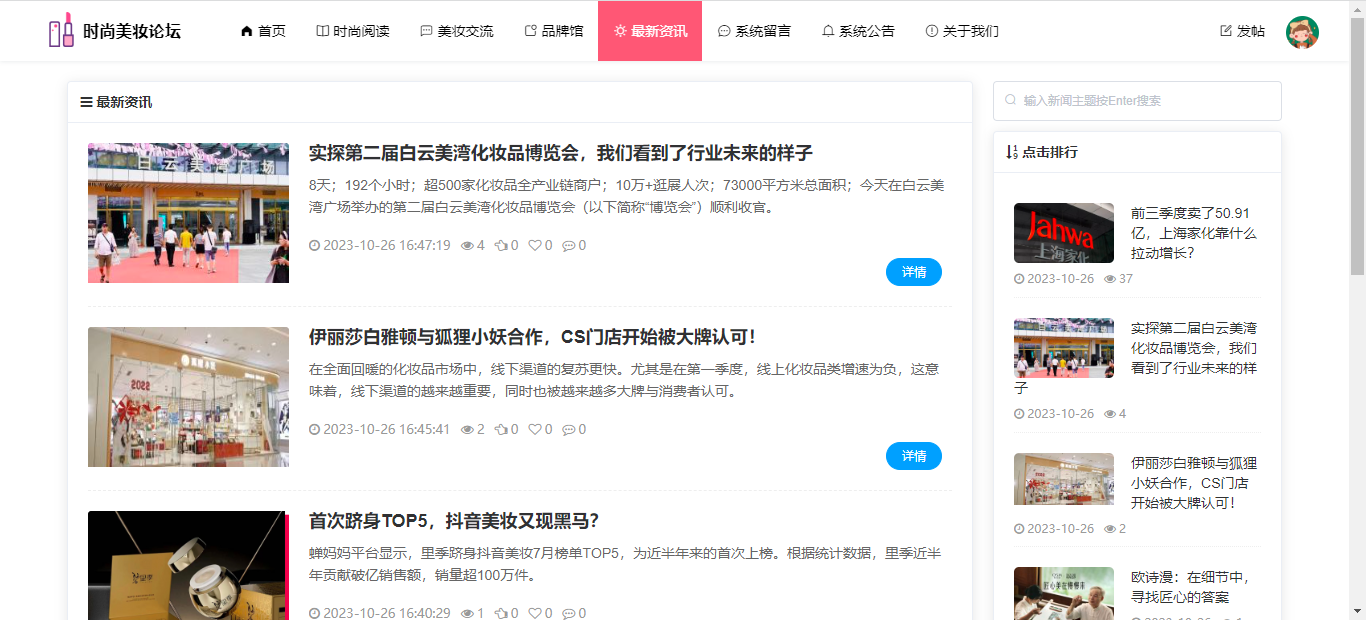 时尚美妆论坛
首页
时尚阅读
美妆交流
品牌馆
最新资讯
系统留言
系统公告
关于我们
发帖
最新资讯
白云美湾广场
实探第二届白云美湾化妆品博览会，我们看到了行业未来的样子
8天；192个小时；超500家化妆品全产业链商户；10万+逛展人次；73000平方米总面积；今天在白云美
湾广场举办的第二届白云美湾化妆品博览会（以下简称“博览会”）顺利收官。
2023-10-26 16:47:19 4 0 0 0
详情
2022
伊丽莎白雅顿与狐狸小妖合作，CS门店开始被大牌认可！
在全面回暖的化妆品市场中，线下渠道的复苏更快。尤其是在第一季度，线上化妆品类增速为负，这意
味着，线下渠道的越来越重要，同时也被越来越多大牌与消费者认可。
2023-10-26 16:45:41 2 0 0 0
详情
首次跻身TOP5，抖音美妆又现黑马？
蝉妈妈平台显示，里季跻身抖音美妆7月榜单TOP5，为近半年来的首次上榜。根据统计数据，里季近半
年贡献破亿销售额，销量超100万件。
2023-10-26 16:40:29 1 0 0 0
输入新闻主题按Enter搜索
点击排行
Jahwa
上海家化
前三季度卖了50.91
亿，上海家化靠什么
拉动增长？
2023-10-26 37
实探第二届白云美湾
化妆品博览会，我们
看到了行业未来的样
子
2023-10-26 4
伊丽莎白雅顿与狐狸
小妖合作，CS门店
开始被大牌认可！
2023-10-26 2
欧诗漫：在细节中，
寻找匠心的答案